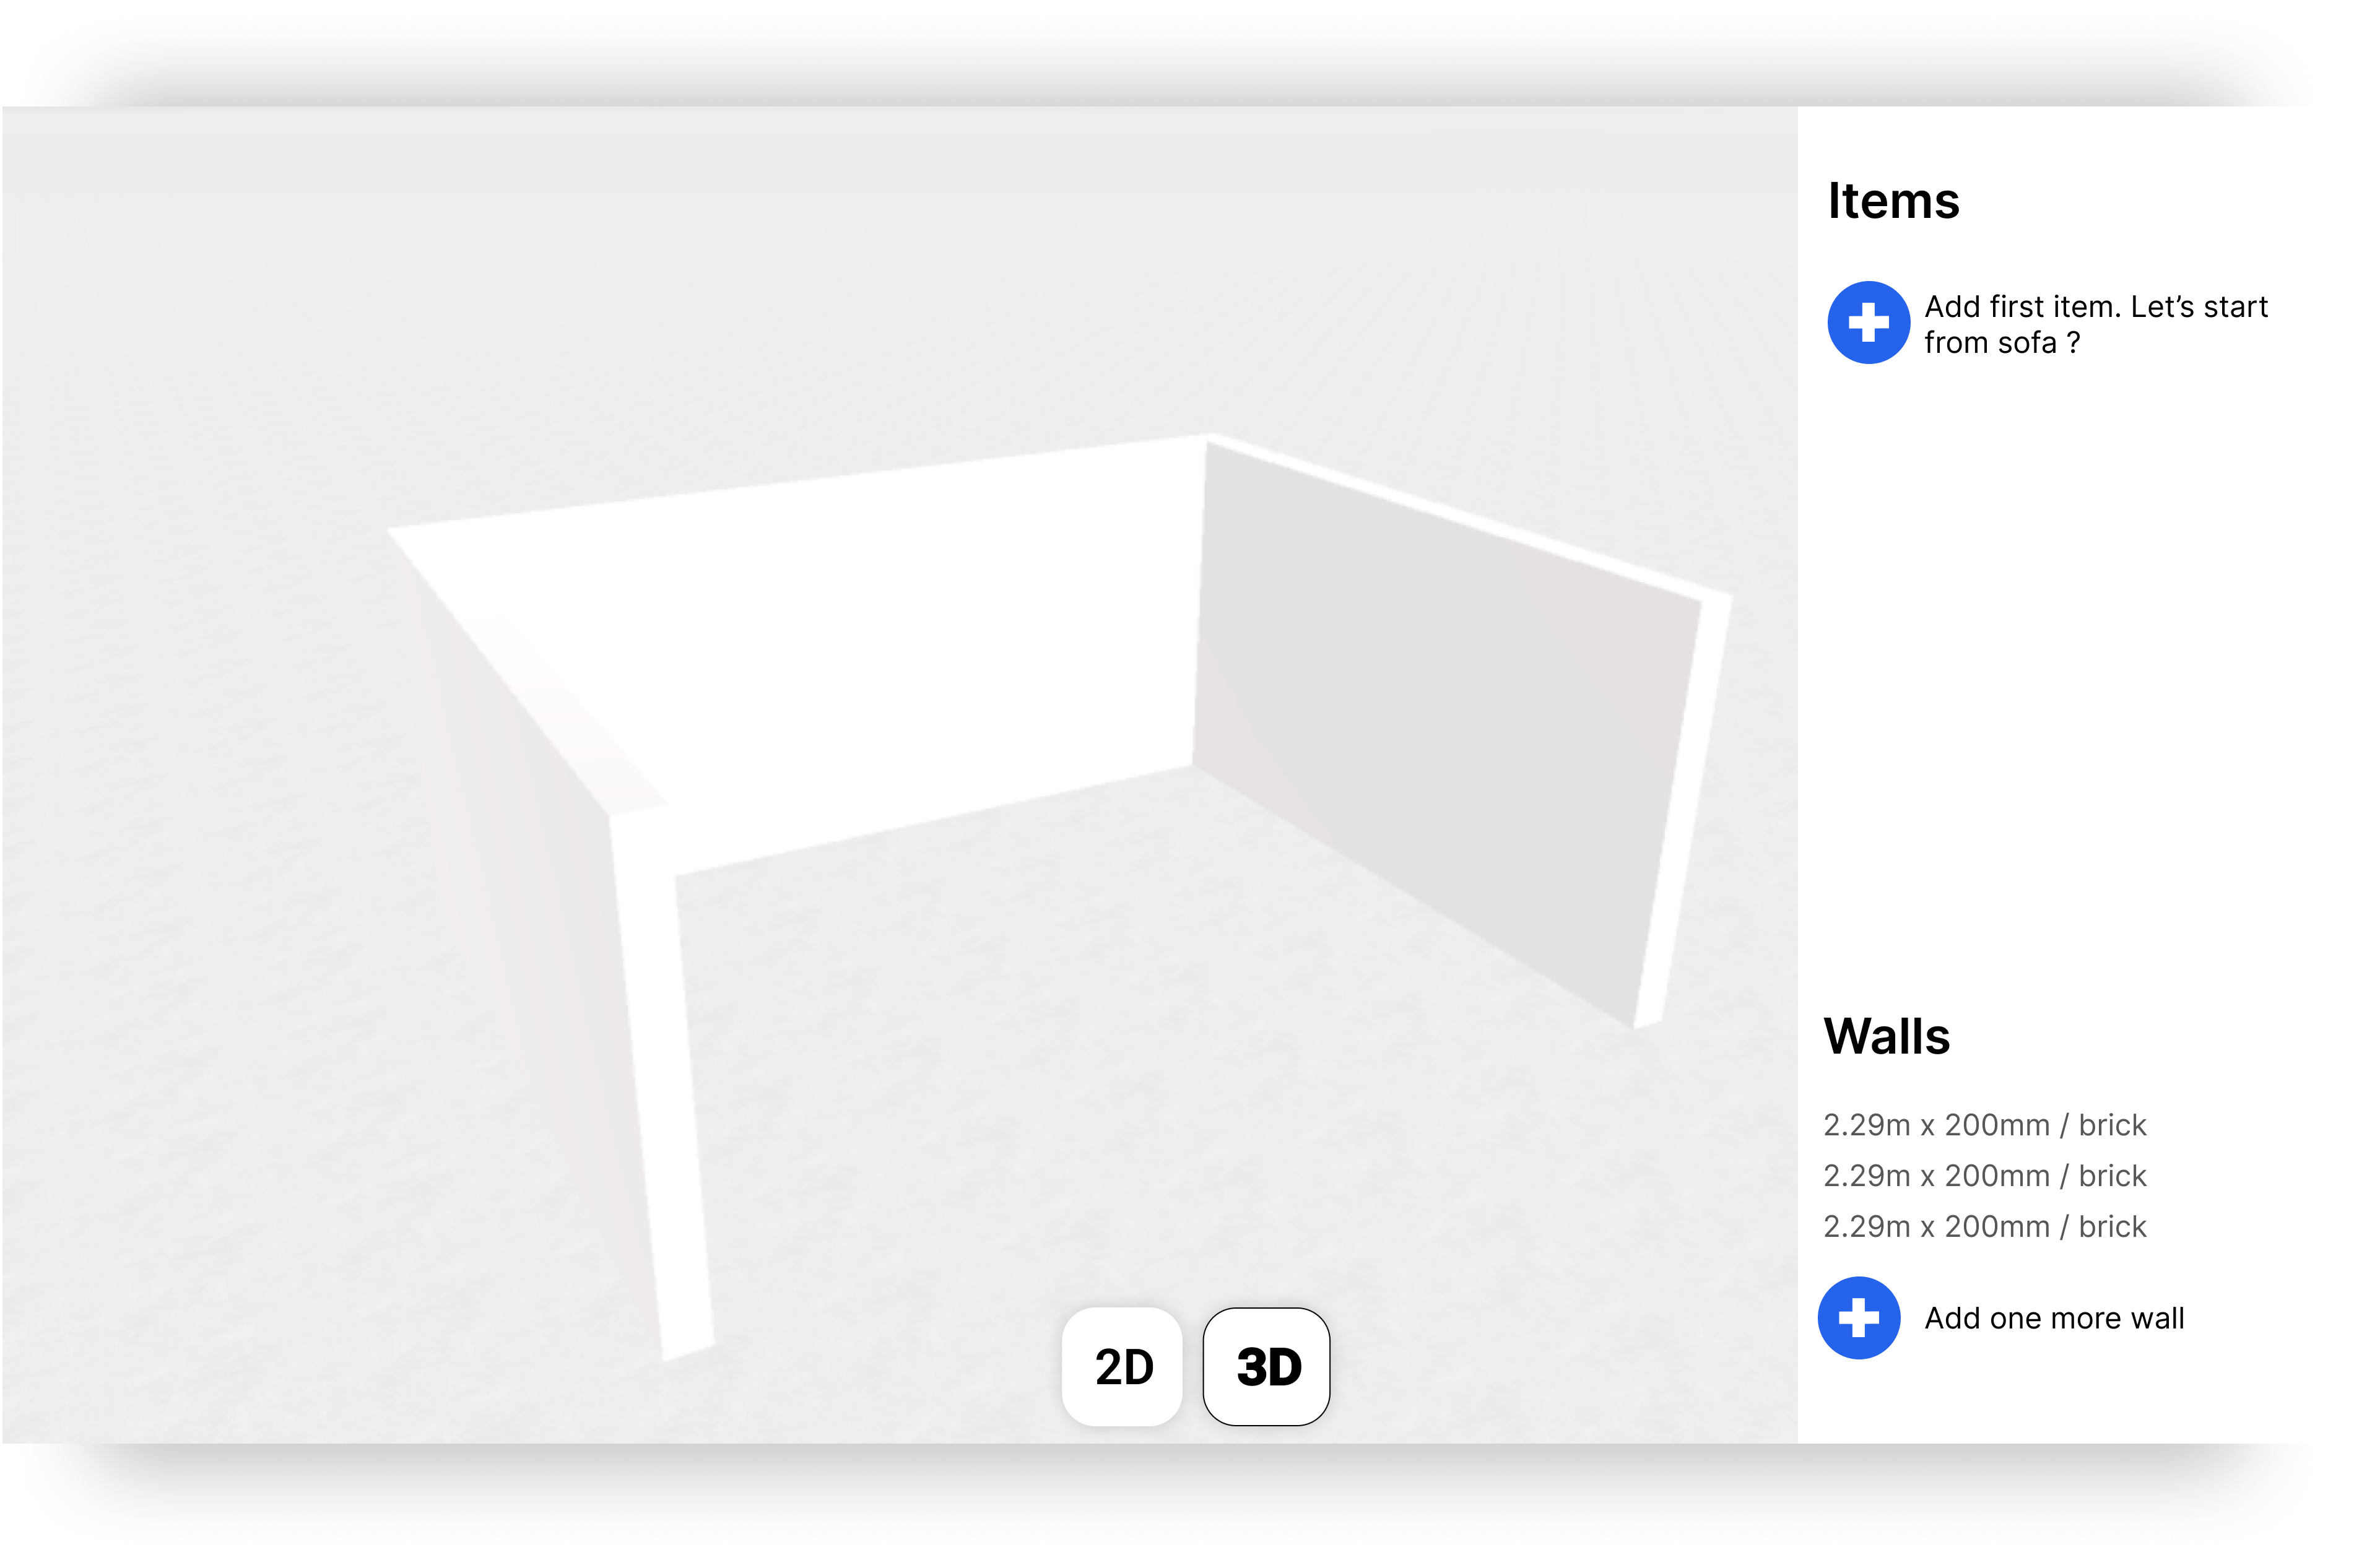 Items
Add first item. Let’s start
from sofa ?
Walls
2.29m x 200mm / brick
2.29m x 200mm / brick
2.29m x 200mm / brick
Add one more wall
2D
3D